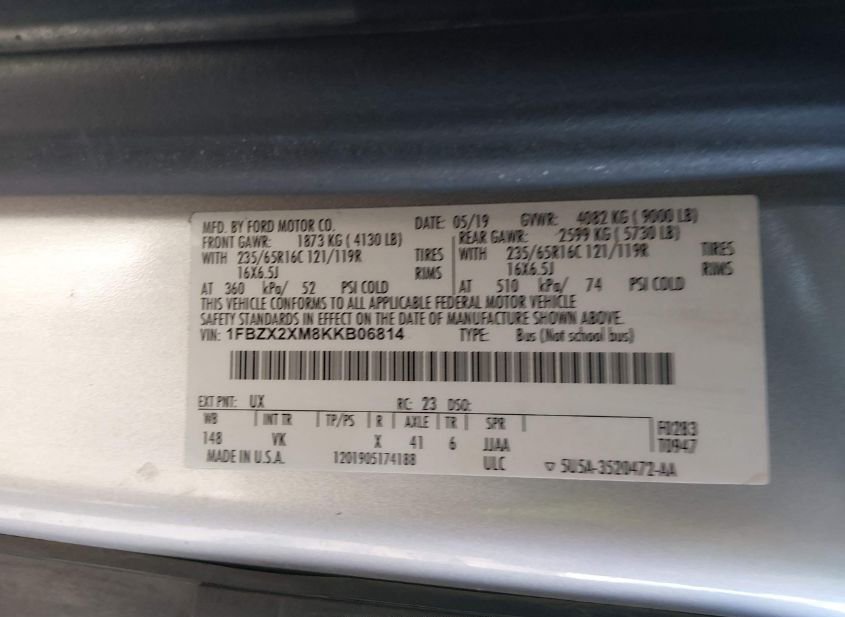 MFD. BY FORD MOTOR CO. DATE: 05/19 GVWR: 4082 KG ( 9000 LB)
FRONT GAWR: 1873 KG ( 4130 LB) REAR GAWR: 2599 KG ( 5730 LB)
WITH 235/65R16C 121/119R TIRES WITH 235/65R16C 121/119R TIRES
16X6.5J RIMS 16X6.5J RIMS
AT 360 kPa/ 52 PSI COLD AT 510 kPa/ 74 PSI COLD
THIS VEHICLE CONFORMS TO ALL APPLICABLE FEDERAL MOTOR VEHICLE
SAFETY STANDARDS IN EFFECT ON THE DATE OF MANUFACTURE SHOWN ABOVE.
VIN: 1FBZX2XM8KKB06814 TYPE: Bus (Not school bus)
EXT PNT: UX RC: 23 DSO:
WB INT TR TP/PS R AXLE TR SPR F0283
148 VK X 41 6 JJAA T0947
MADE IN U.S.A. 1201905174188 ULC ▽ 5U5A-3520472-AA